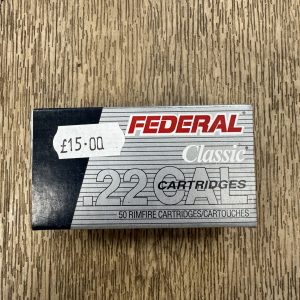 £15.00
FEDERAL
Classic
.22 CAL
CARTRIDGES
50 RIMFIRE CARTRIDGES/CARTOUCHES